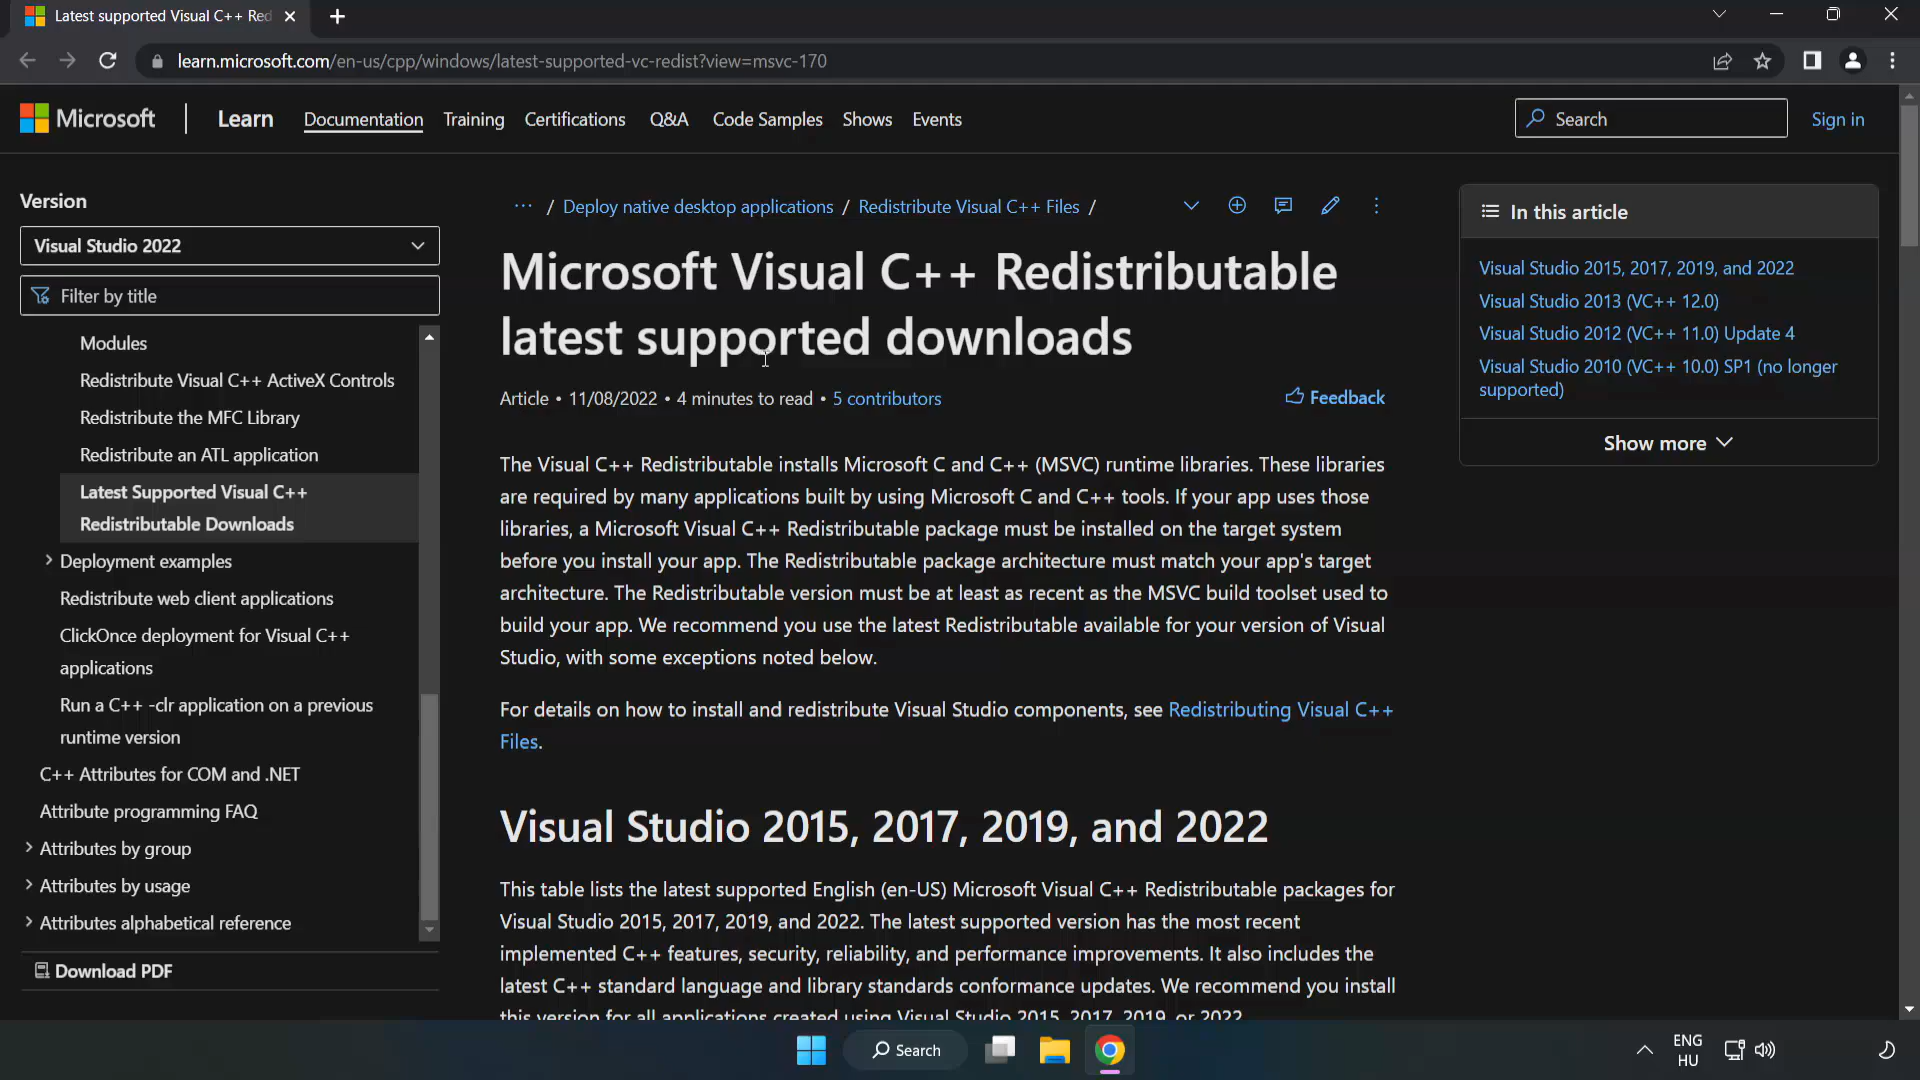 Latest supported Visual C++ Red
learn.microsoft.com/en-us/cpp/windows/latest-supported-vc-redist?view=msvc-170
Microsoft
Learn
Documentation
Training
Certifications
Q&A
Code Samples
Shows
Events
Search
Sign in
Version
Visual Studio 2022
Filter by title
Modules
Redistribute Visual C++ ActiveX Controls
Redistribute the MFC Library
Redistribute an ATL application
Latest Supported Visual C++
Redistributable Downloads
Deployment examples
Redistribute web client applications
ClickOnce deployment for Visual C++
applications
Run a C++ -clr application on a previous
runtime version
C++ Attributes for COM and .NET
Attribute programming FAQ
Attributes by group
Attributes by usage
Attributes alphabetical reference
Download PDF
··· / Deploy native desktop applications / Redistribute Visual C++ Files /
Microsoft Visual C++ Redistributable
latest supported downloads
Article • 11/08/2022 • 4 minutes to read • 5 contributors
Feedback
The Visual C++ Redistributable installs Microsoft C and C++ (MSVC) runtime libraries. These libraries
are required by many applications built by using Microsoft C and C++ tools. If your app uses those
libraries, a Microsoft Visual C++ Redistributable package must be installed on the target system
before you install your app. The Redistributable package architecture must match your app's target
architecture. The Redistributable version must be at least as recent as the MSVC build toolset used to
build your app. We recommend you use the latest Redistributable available for your version of Visual
Studio, with some exceptions noted below.
For details on how to install and redistribute Visual Studio components, see Redistributing Visual C++
Files.
Visual Studio 2015, 2017, 2019, and 2022
This table lists the latest supported English (en-US) Microsoft Visual C++ Redistributable packages for
Visual Studio 2015, 2017, 2019, and 2022. The latest supported version has the most recent
implemented C++ features, security, reliability, and performance improvements. It also includes the
latest C++ standard language and library standards conformance updates. We recommend you install
this version for all applications created using Visual Studio 2015, 2017, 2019, or 2022.
In this article
Visual Studio 2015, 2017, 2019, and 2022
Visual Studio 2013 (VC++ 12.0)
Visual Studio 2012 (VC++ 11.0) Update 4
Visual Studio 2010 (VC++ 10.0) SP1 (no longer
supported)
Show more
Search
ENG
HU